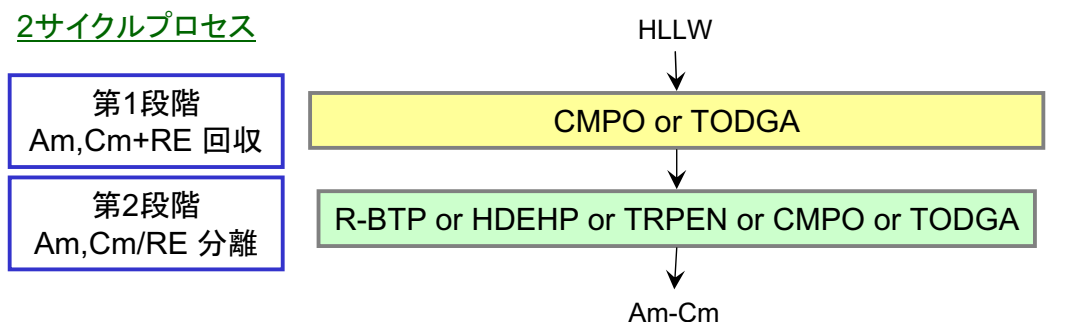 2サイクルプロセス
HLLW
第1段階
Am,Cm+RE 回収
CMPO or TODGA
第2段階
Am,Cm/RE 分離
R-BTP or HDEHP or TRPEN or CMPO or TODGA
Am-Cm